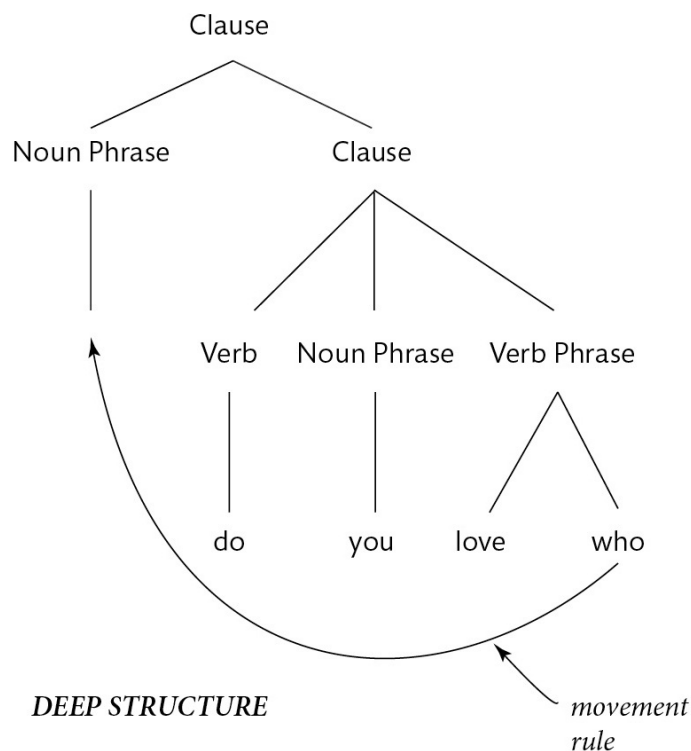 Clause
Noun Phrase Clause
Verb Noun Phrase Verb Phrase
do you love who
DEEP STRUCTURE
movement
rule